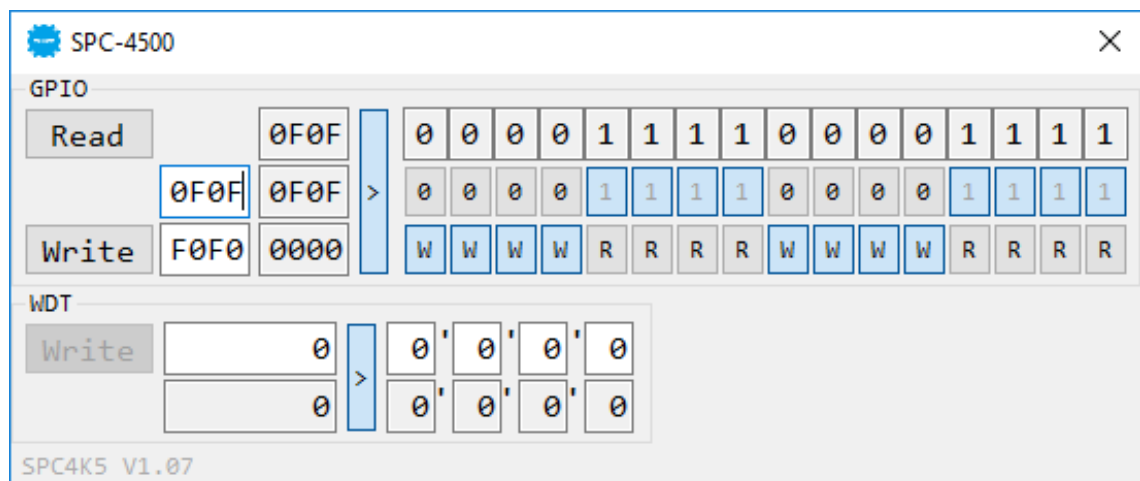 SPC-4500
GPIO
Read 0F0F 0 0 0 0 1 1 1 1 0 0 0 0 1 1 1 1
0F0F 0F0F > 0 0 0 0 1 1 1 1 0 0 0 0 1 1 1 1
Write F0F0 0000 W W W W R R R R W W W W R R R R
WDT
Write 0 0 ' 0 ' 0 ' 0
>
0 0 ' 0 ' 0 ' 0
SPC4K5 V1.07